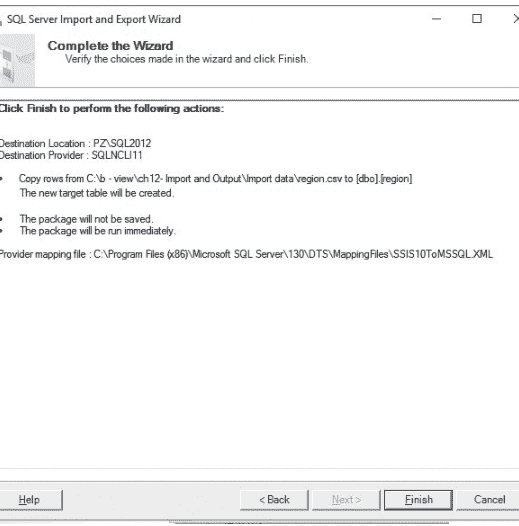 SQL Server Import and Export Wizard
Complete the Wizard
Verify the choices made in the wizard and click Finish.
Click Finish to perform the following actions:
Destination Location : PZ\SQL2012
Destination Provider : SQLNCLI11
• Copy rows from C:\b - view\ch12- Import and Output\Import data\region.csv to [dbo].[region]
The new target table will be created.
• The package will not be saved.
• The package will be run immediately.
Provider mapping file : C:\Program Files (x86)\Microsoft SQL Server\130\DTS\MappingFiles\SSIS10ToMSSQL.XML
Help
< Back
Next >
Finish
Cancel